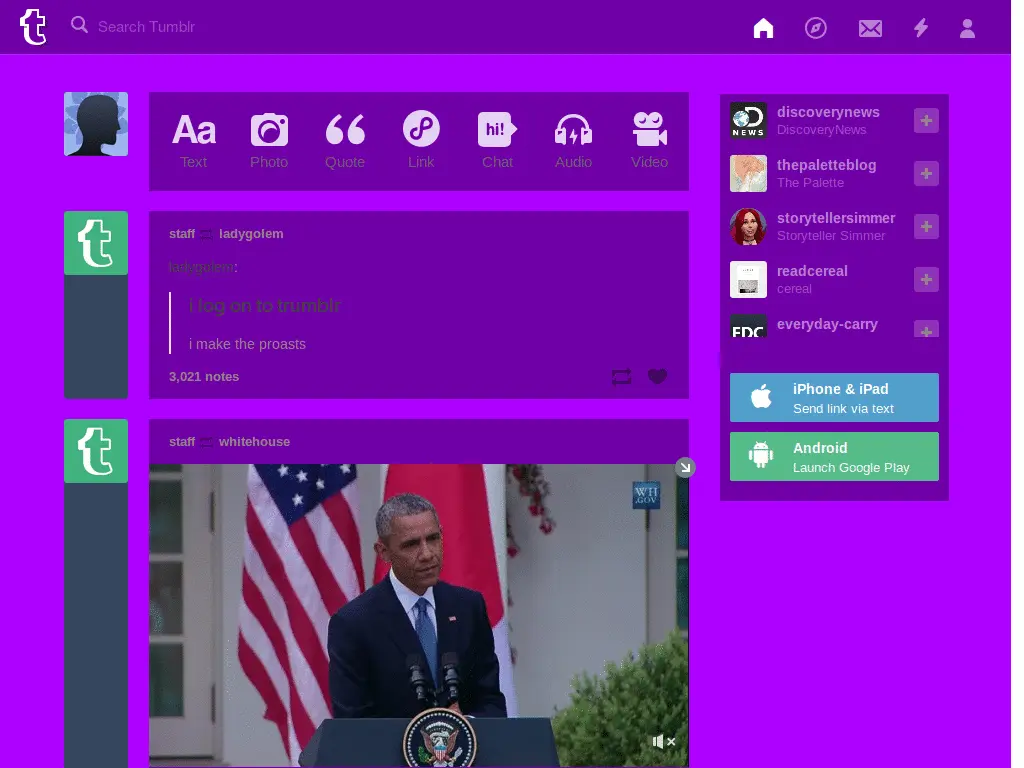 Search Tumblr
Aa
hi!
Text
Photo
Quote
Link
Chat
Audio
Video
staff ladygolem
ladygolem:
i log on to trumblr
i make the proasts
3,021 notes
staff whitehouse
WH
.GOV
NEWS
discoverynews
DiscoveryNews
thepaletteblog
The Palette
storytellersimmer
Storyteller Simmer
readcereal
cereal
EDC
everyday-carry
iPhone & iPad
Send link via text
Android
Launch Google Play